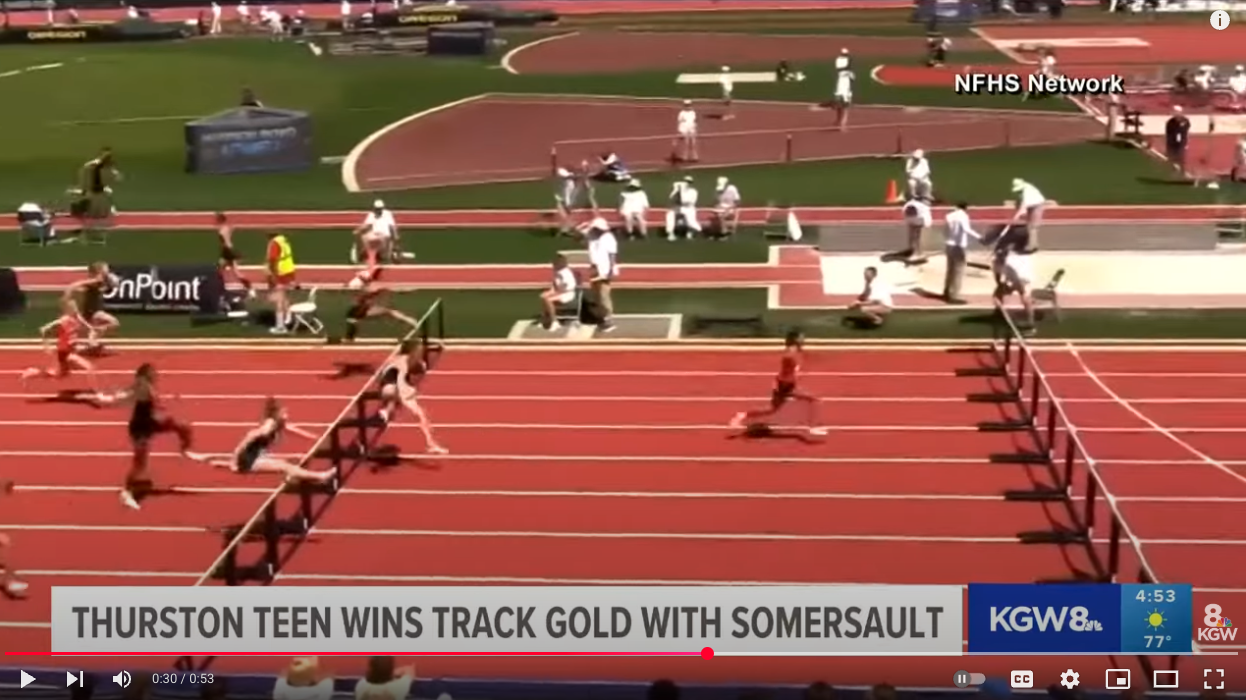 OREGON
NFHS Network
OnPoint
THURSTON TEEN WINS TRACK GOLD WITH SOMERSAULT
KGW8
4:53
77°
8
KGW
0:30 / 0:53
CC